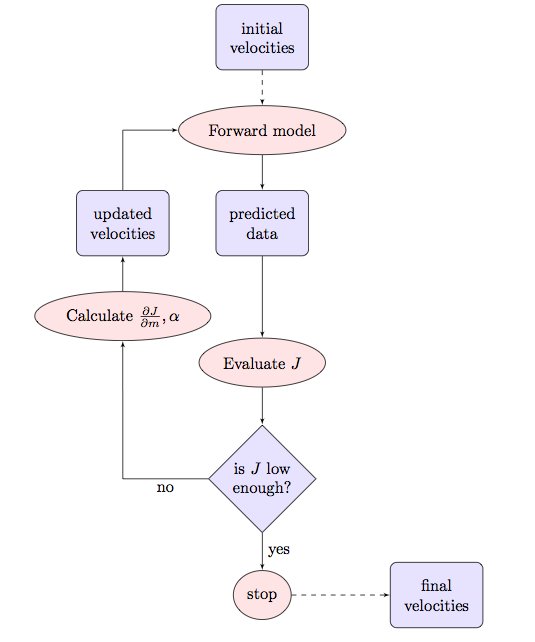 initial
velocities
Forward model
updated
velocities
predicted
data
Calculate ∂J/∂m, α
Evaluate J
is J low
enough?
no
yes
stop
final
velocities